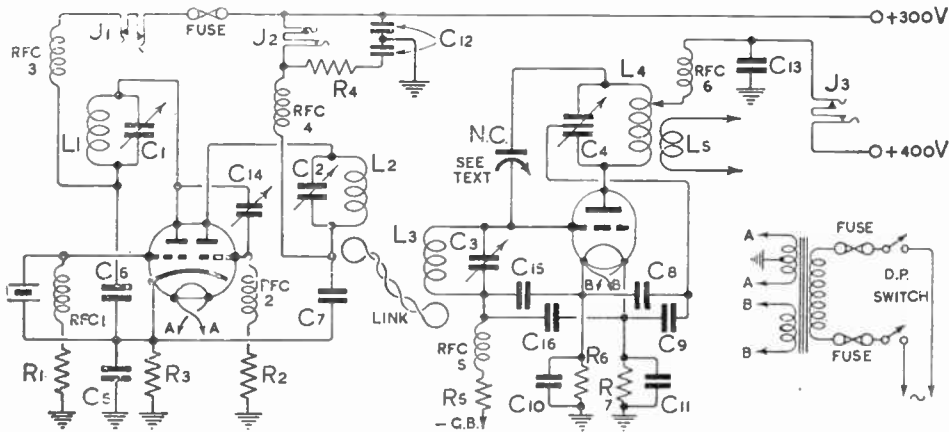 RFC 3
J1
FUSE
J2
C12
+300V
R4
RFC 4
L1
C1
C14
C2
L2
N.C.
SEE TEXT
C4
L4
RFC 6
C13
J3
L5
+400V
L3
C3
C15
C8
B B
RFC1
C6
A A
RFC 2
C7
LINK
C16
C9
RFC 5
R1
C5
R3
R2
R5
-G.B.
R6
C10
R7
C11
A
A
B
B
FUSE
D.P. SWITCH
FUSE
~